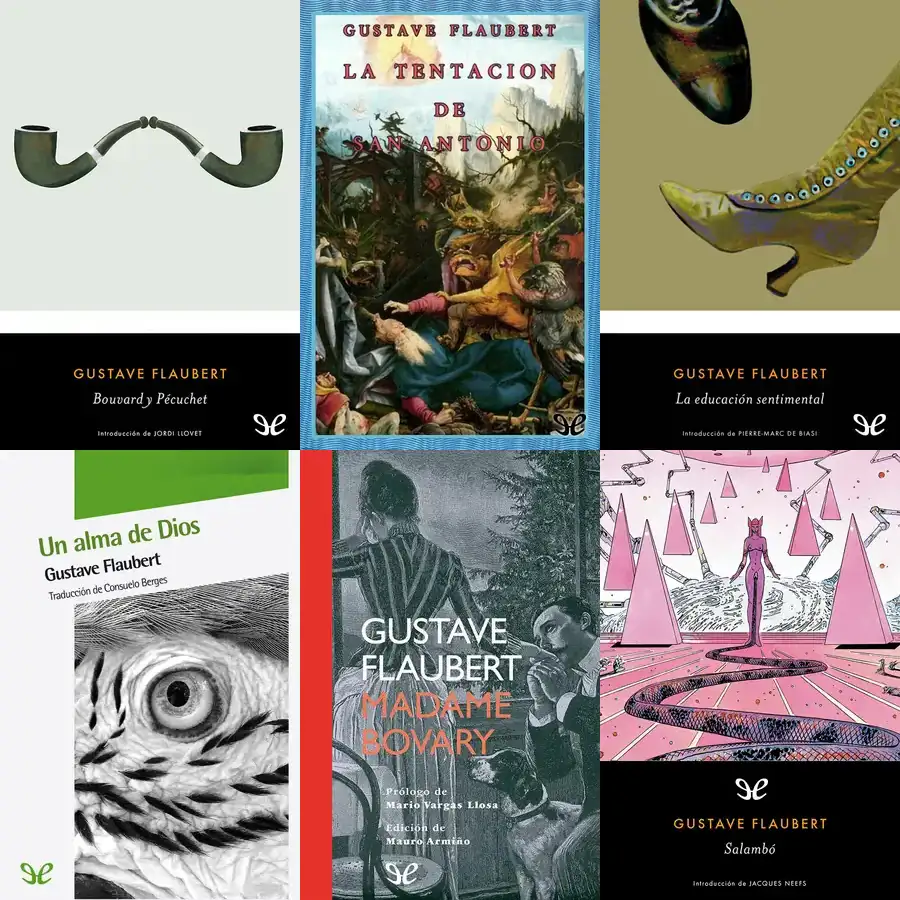 GUSTAVE FLAUBERT
Bouvard y Pécuchet
Introducción de JORDI LLOVET
GUSTAVE FLAUBERT
LA TENTACION
DE
SAN ANTONIO
GUSTAVE FLAUBERT
La educación sentimental
Introducción de PIERRE-MARC DE BIASI
Un alma de Dios
Gustave Flaubert
Traducción de Consuelo Berges
GUSTAVE
FLAUBERT
MADAME
BOVARY
Prólogo de
Mario Vargas Llosa
Edición de
Mauro Armiño
GUSTAVE FLAUBERT
Salambó
Introducción de JACQUES NEEFS